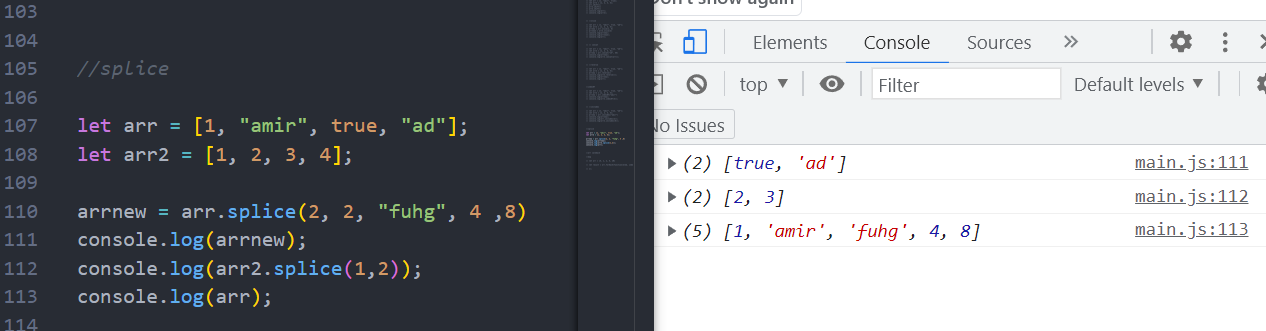 103
104
105 //splice
106
107 let arr = [1, "amir", true, "ad"];
108 let arr2 = [1, 2, 3, 4];
109
110 arrnew = arr.splice(2, 2, "fuhg", 4 ,8)
111 console.log(arrnew);
112 console.log(arr2.splice(1,2));
113 console.log(arr);
114
Don't show again
Elements Console Sources
top Filter Default levels
No Issues
(2) [true, 'ad'] main.js:111
(2) [2, 3] main.js:112
(5) [1, 'amir', 'fuhg', 4, 8] main.js:113